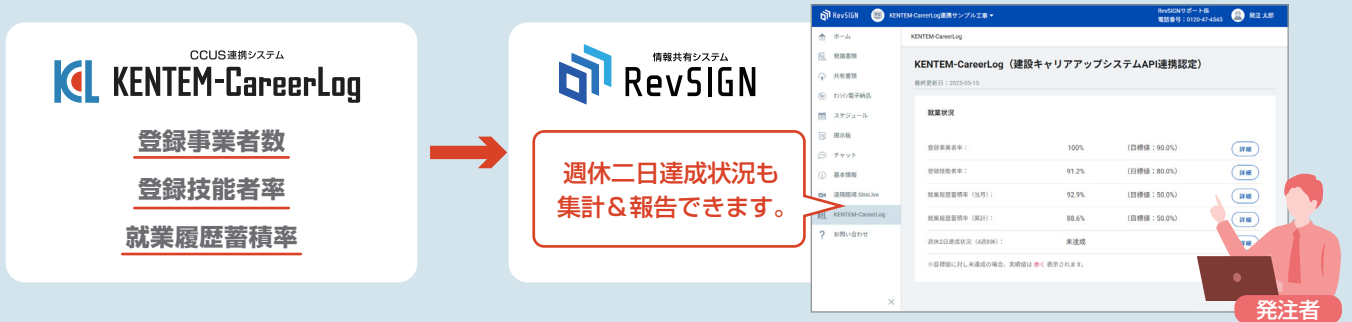 CCUS連携システム
KCL KENTEM-CareerLog
登録事業者数
登録技能者率
就業履歴蓄積率
情報共有システム
RevSIGN
週休二日達成状況も
集計&報告できます。
RevSIGN KENTEM-CareerLog連携サンプル工事 RevSIGNサポート係
電話番号:0120-47-4545 発注 太郎
ホーム
発議書類
共有書類
オンライン電子納品
スケジュール
掲示板
チャット
基本情報
遠隔臨場 SiteLive
KCL KENTEM-CareerLog
お問い合わせ
KENTEM-CareerLog
KENTEM-CareerLog(建設キャリアアップシステムAPI連携認定)
最終更新日:2025-05-15
就業状況
登録事業者率: 100% (目標値:90.0%) 詳細
登録技能者率: 91.2% (目標値:80.0%) 詳細
就業履歴蓄積率(当月): 92.9% (目標値:50.0%) 詳細
就業履歴蓄積率(累計): 88.6% (目標値:50.0%) 詳細
週休2日達成状況(4週8休): 未達成 詳細
※目標値に対し未達成の場合、実績値は 赤く 表示されます。
発注者